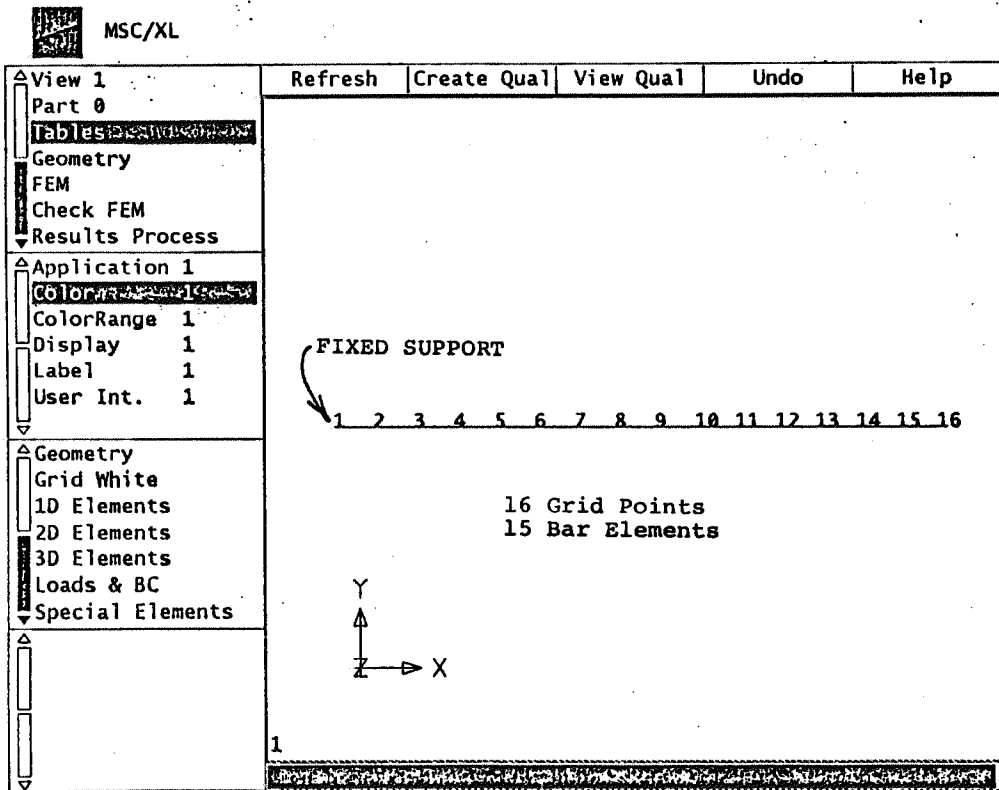 MSC/XL
Refresh Create Qual View Qual Undo Help
View 1
Part 0
Tables
Geometry
FEM
Check FEM
Results Process
Application 1
Color 1
ColorRange 1
Display 1
Label 1
User Int. 1
Geometry
Grid White
1D Elements
2D Elements
3D Elements
Loads & BC
Special Elements
FIXED SUPPORT
1 2 3 4 5 6 7 8 9 10 11 12 13 14 15 16
16 Grid Points
15 Bar Elements
Y
Z X
1